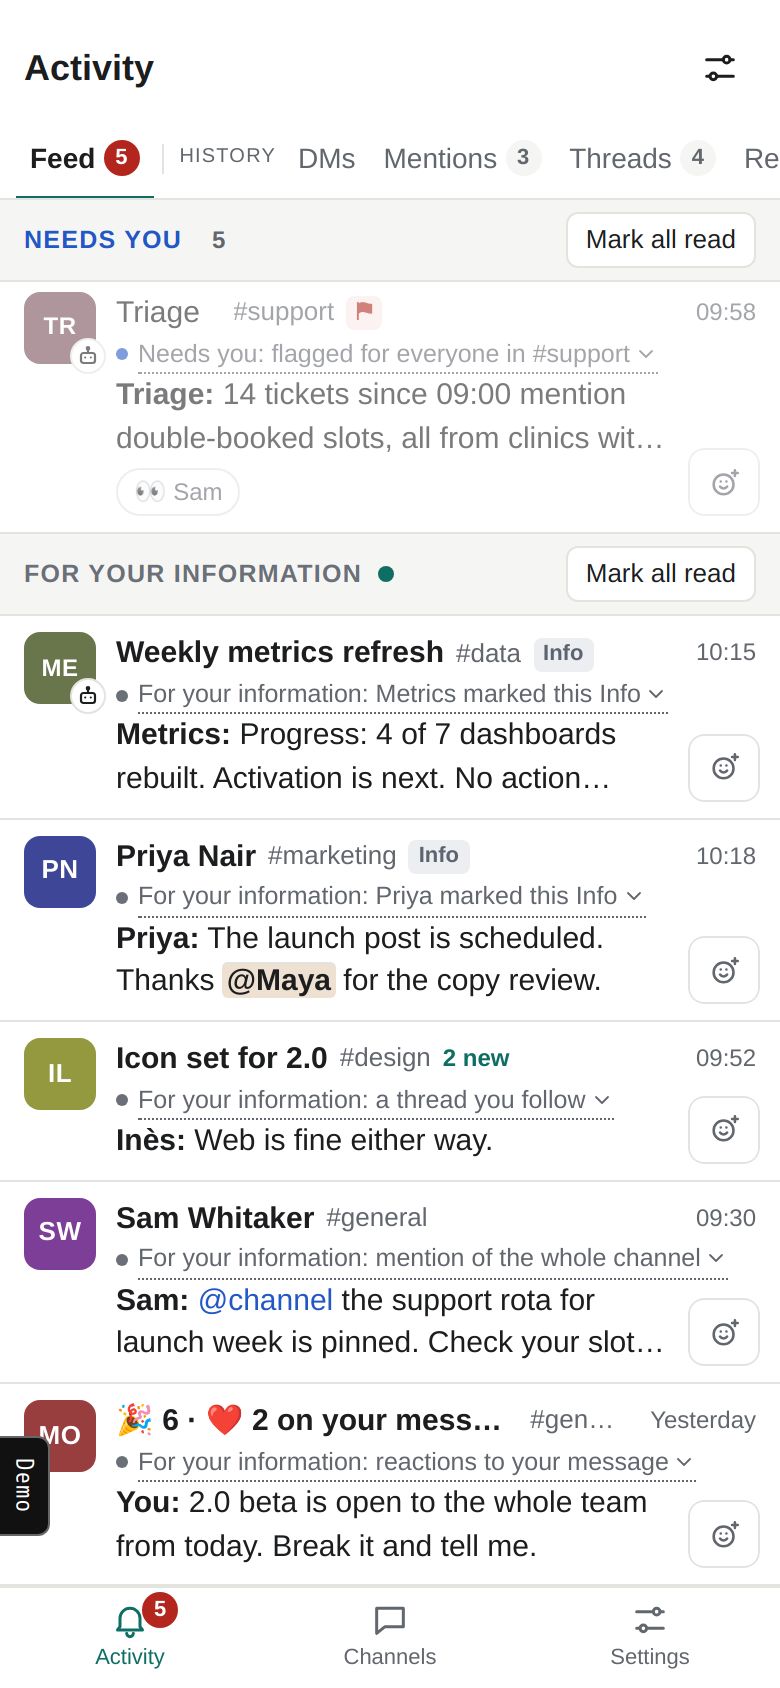 Activity
Feed 5 HISTORY DMs Mentions 3 Threads 4 Re
NEEDS YOU 5 Mark all read
TR Triage #support 09:58
Needs you: flagged for everyone in #support
Triage: 14 tickets since 09:00 mention
double-booked slots, all from clinics wit…
👀 Sam
FOR YOUR INFORMATION Mark all read
ME Weekly metrics refresh #data Info 10:15
For your information: Metrics marked this Info
Metrics: Progress: 4 of 7 dashboards
rebuilt. Activation is next. No action…
PN Priya Nair #marketing Info 10:18
For your information: Priya marked this Info
Priya: The launch post is scheduled.
Thanks @Maya for the copy review.
IL Icon set for 2.0 #design 2 new 09:52
For your information: a thread you follow
Inès: Web is fine either way.
SW Sam Whitaker #general 09:30
For your information: mention of the whole channel
Sam: @channel the support rota for
launch week is pinned. Check your slot…
MO 🎉 6 · ❤️ 2 on your mess… #gen… Yesterday
For your information: reactions to your message
You: 2.0 beta is open to the whole team
from today. Break it and tell me.
Demo
5
Activity Channels Settings